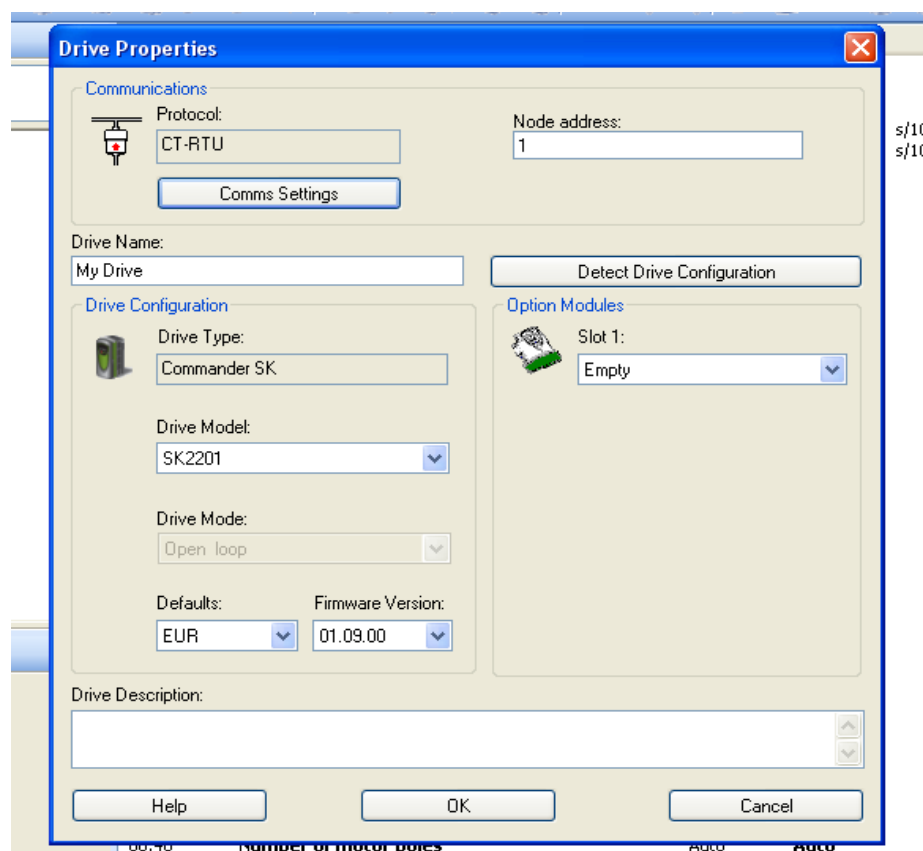 Drive Properties
Communications
Protocol:
Node address:
CT-RTU
1
s/10
s/10
Comms Settings
Drive Name:
My Drive
Detect Drive Configuration
Drive Configuration
Option Modules
Drive Type:
Slot 1:
Commander SK
Empty
Drive Model:
SK2201
Drive Mode:
Open loop
Defaults:
Firmware Version:
EUR
01.09.00
Drive Description:
Help
OK
Cancel
Number of motor poles
Auto
Auto